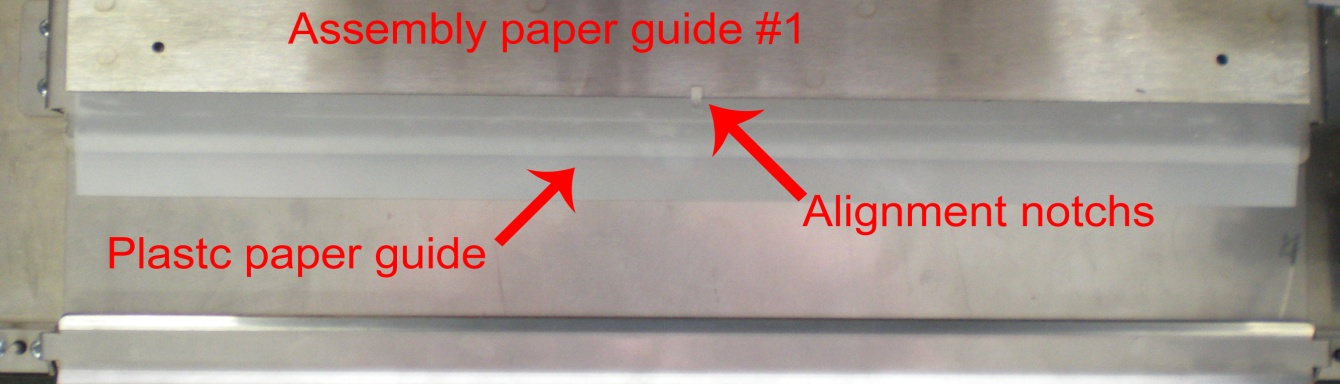 Assembly paper guide #1
Alignment notchs
Plastc paper guide